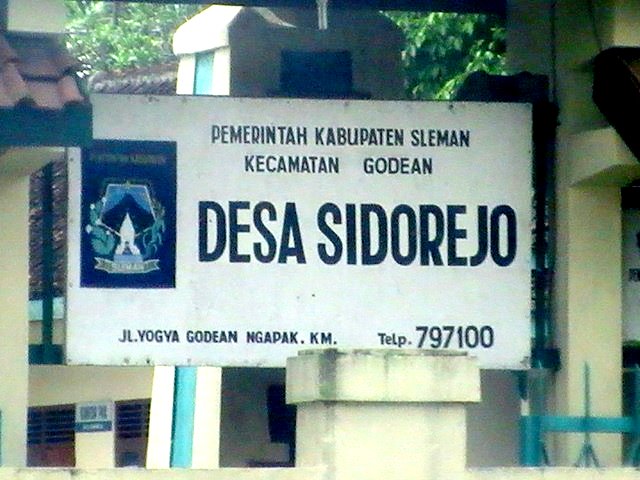 PEMERINTAH KABUPATEN SLEMAN
KECAMATAN GODEAN
DESA SIDOREJO
SLEMAN
JL.YOGYA GODEAN NGAPAK. KM.
Telp. 797100